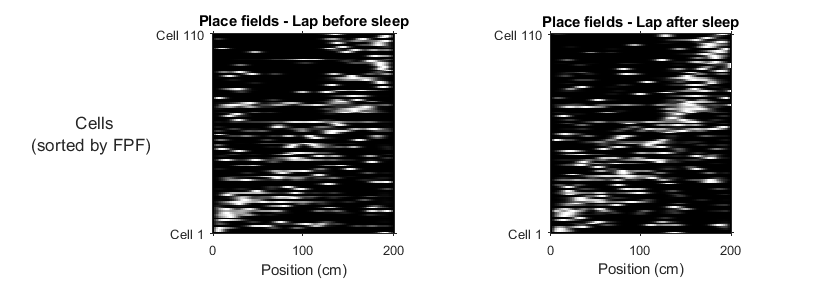 Place fields - Lap before sleep
Cell 110
Cells
(sorted by FPF)
Cell 1
0
100
200
Position (cm)
Place fields - Lap after sleep
Cell 110
Cell 1
0
100
200
Position (cm)